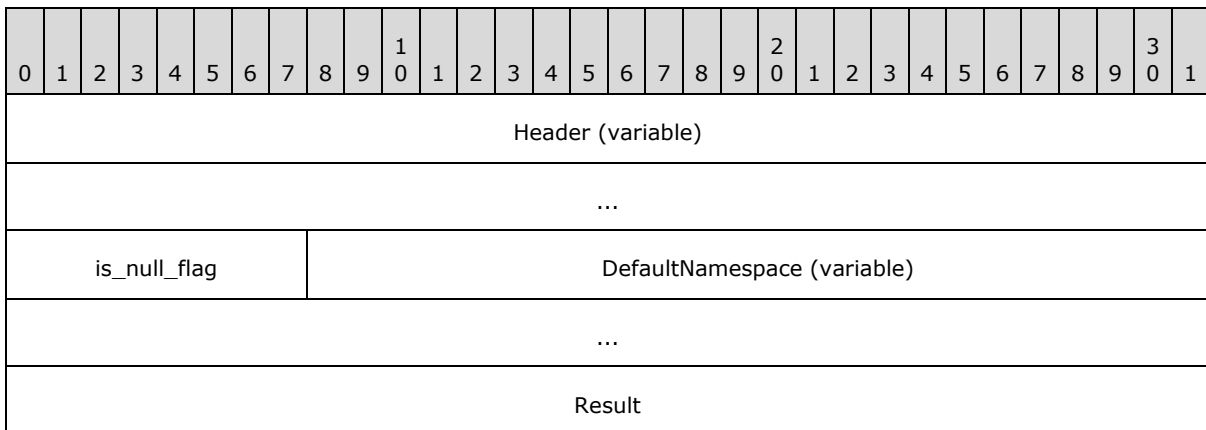 0 1 2 3 4 5 6 7 8 9 1 0 1 2 3 4 5 6 7 8 9 2 0 1 2 3 4 5 6 7 8 9 3 0 1
Header (variable)
...
is_null_flag DefaultNamespace (variable)
...
Result